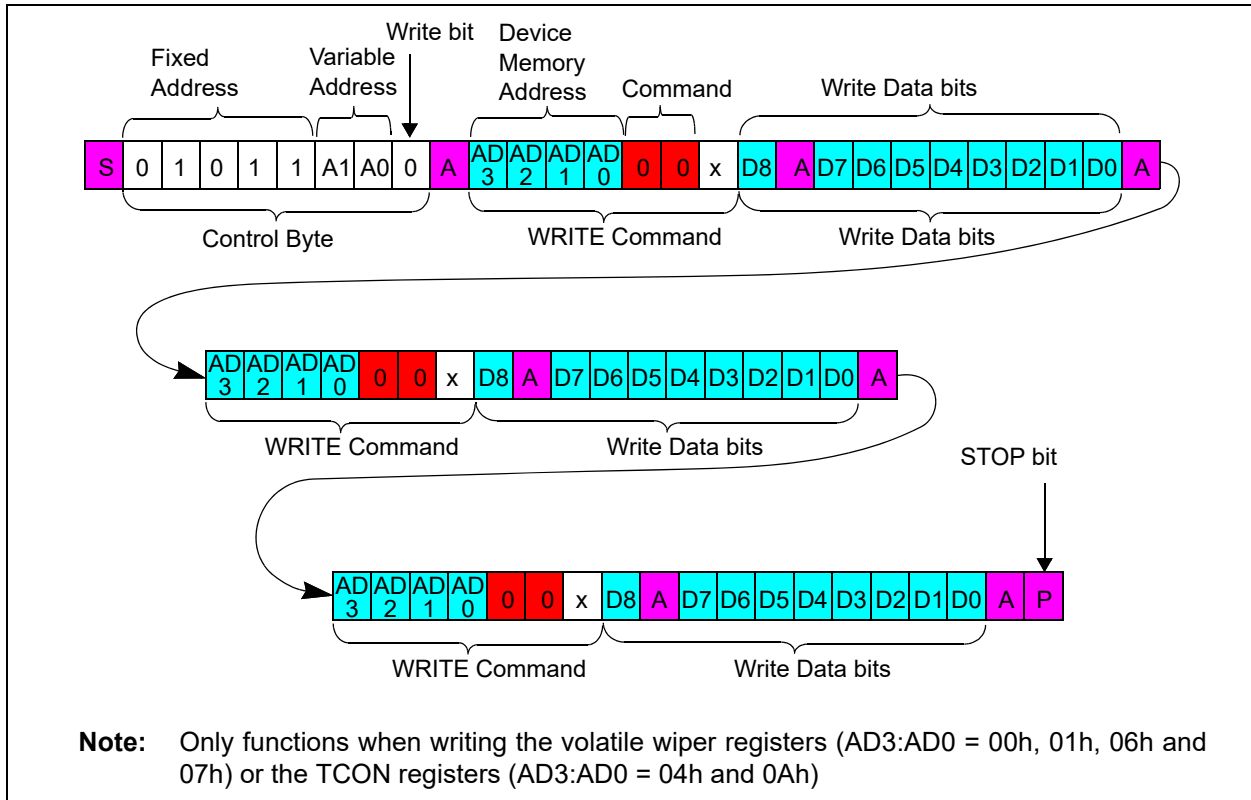 Write bit
Fixed Address
Variable Address
Device Memory Address
Command
Write Data bits
S 0 1 0 1 1 A1 A0 0 A AD3 AD2 AD1 AD0 0 0 x D8 A D7 D6 D5 D4 D3 D2 D1 D0 A
Control Byte
WRITE Command
Write Data bits
AD3 AD2 AD1 AD0 0 0 x D8 A D7 D6 D5 D4 D3 D2 D1 D0 A
WRITE Command
Write Data bits
STOP bit
AD3 AD2 AD1 AD0 0 0 x D8 A D7 D6 D5 D4 D3 D2 D1 D0 A P
WRITE Command
Write Data bits
Note: Only functions when writing the volatile wiper registers (AD3:AD0 = 00h, 01h, 06h and
07h) or the TCON registers (AD3:AD0 = 04h and 0Ah)